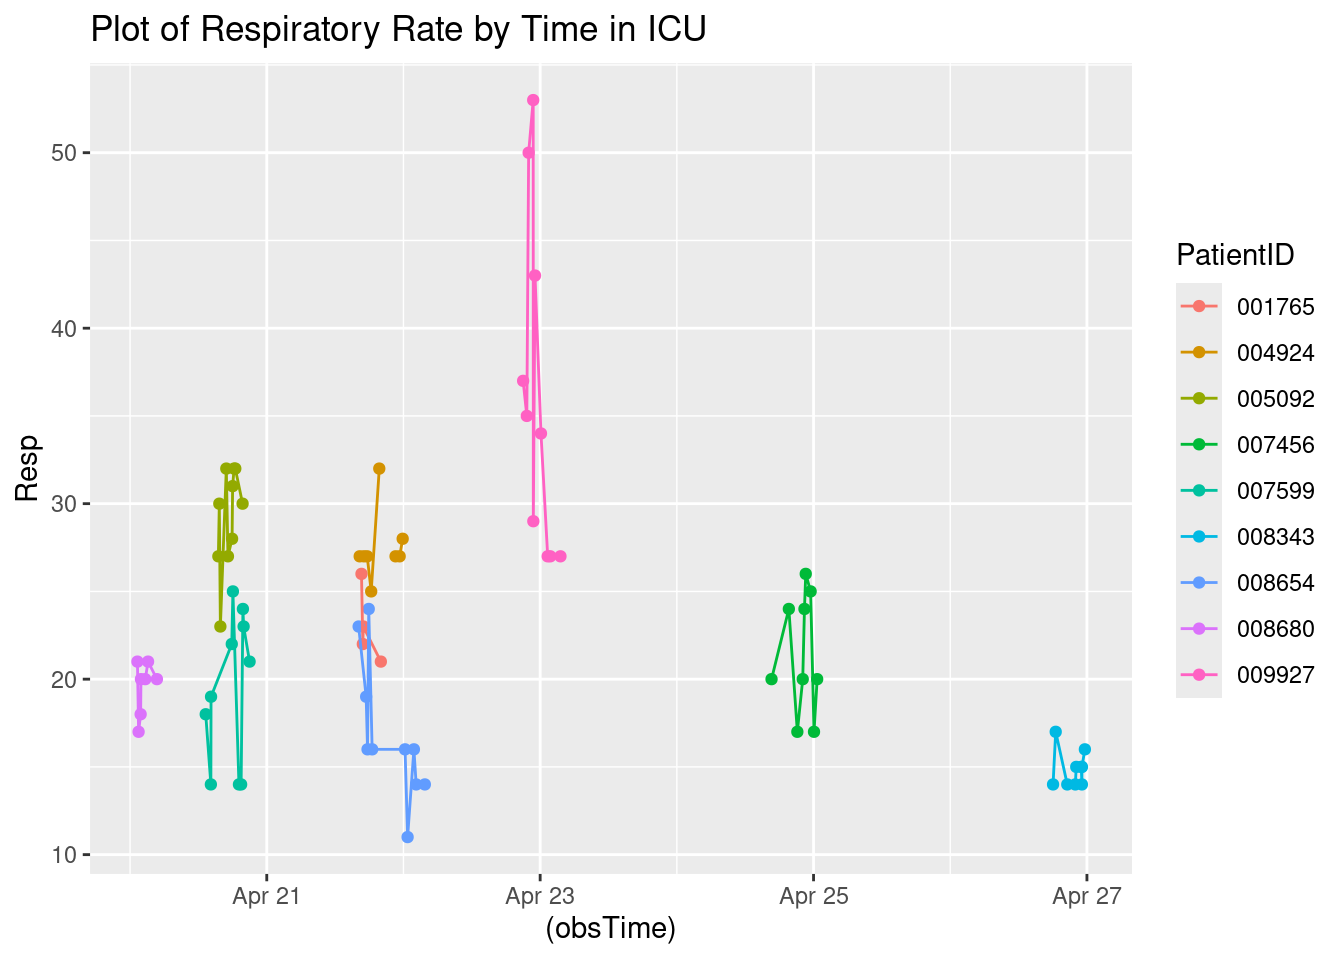 Plot of Respiratory Rate by Time in ICU
Resp
50
40
30
20
10
Apr 21
Apr 23
Apr 25
Apr 27
(obsTime)
PatientID
001765
004924
005092
007456
007599
008343
008654
008680
009927